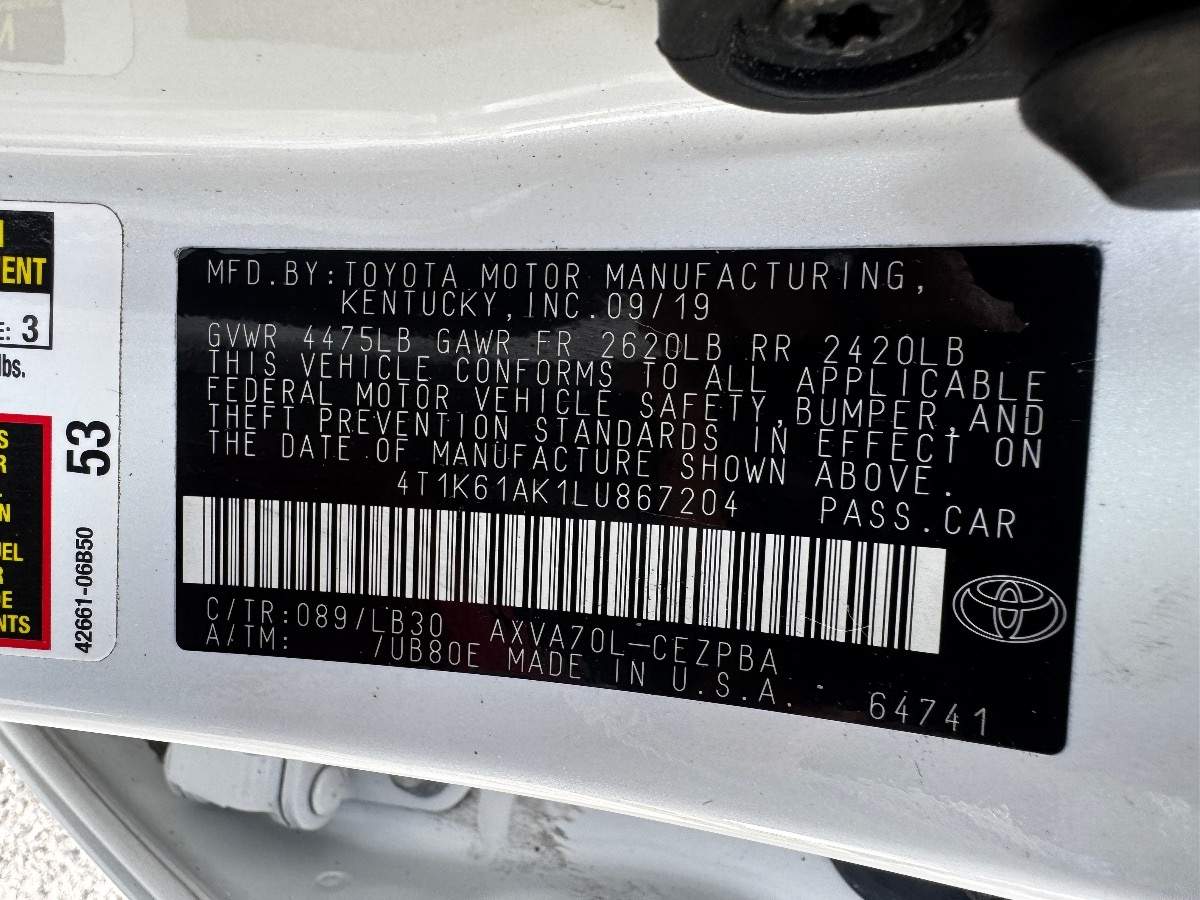 MFD.BY:TOYOTA MOTOR MANUFACTURING,
KENTUCKY,INC.09/19
GVWR 4475LB GAWR FR 2620LB RR 2420LB
THIS VEHICLE CONFORMS TO ALL APPLICABLE
FEDERAL MOTOR VEHICLE SAFETY,BUMPER,AND
THEFT PREVENTION STANDARDS IN EFFECT ON
THE DATE OF MANUFACTURE SHOWN ABOVE.
4T1K61AK1LU867204 PASS.CAR
C/TR:089/LB30 AXVA70L-CEZPBA
A/TM: 7UB80E MADE IN U.S.A. 64741
ENT
E: 3
lbs.
53
42661-06B50
UEL
NTS